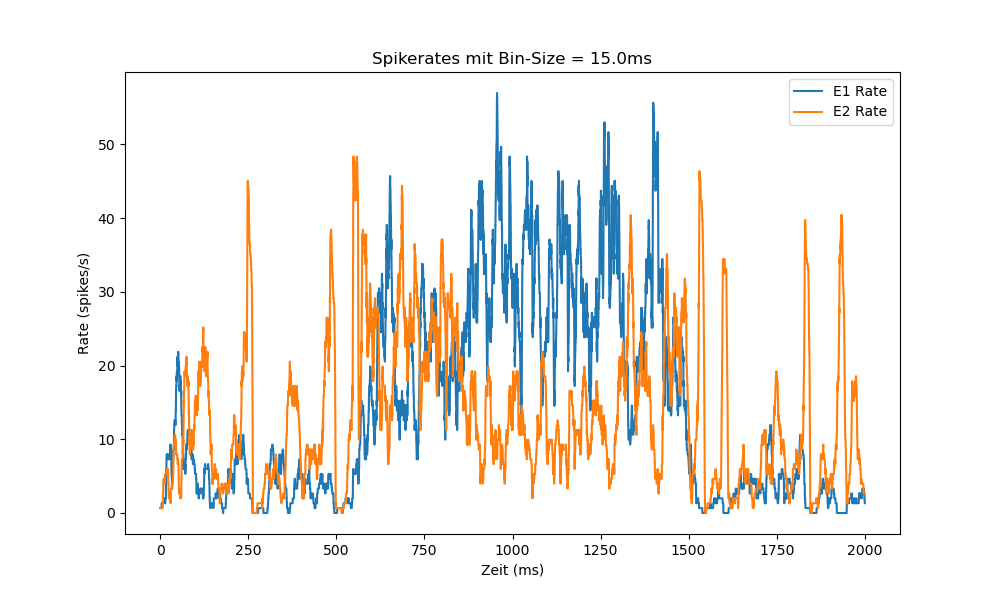 Spikerates mit Bin-Size = 15.0ms
E1 Rate
E2 Rate
Rate (spikes/s)
50
40
30
20
10
0
0 250 500 750 1000 1250 1500 1750 2000
Zeit (ms)